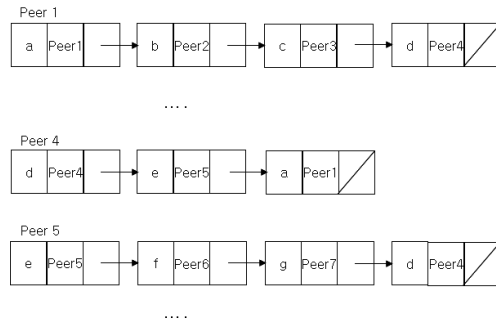 Peer 1
a Peer1 b Peer2 c Peer3 d Peer4
....
Peer 4
d Peer4 e Peer5 a Peer1
Peer 5
e Peer5 f Peer6 g Peer7 d Peer4
....